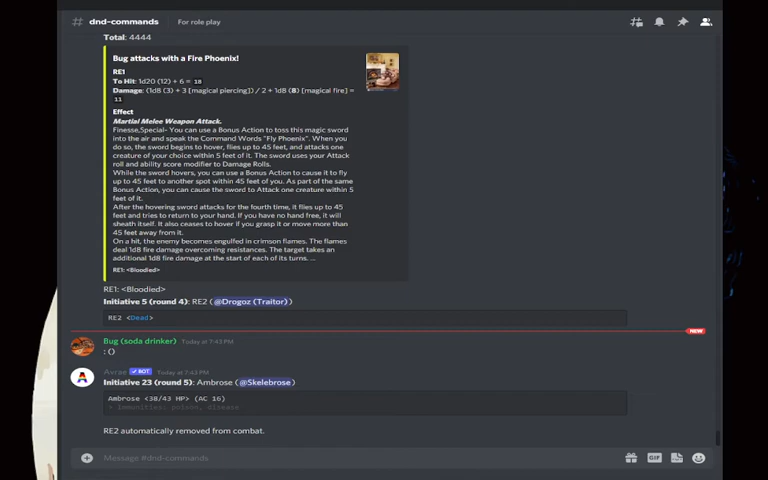 # dnd-commands For role play
Total: 4444
Bug attacks with a Fire Phoenix!
RE1
To Hit: 1d20 (12) + 6 = 18
Damage: (1d8 (3) + 3 [magical piercing]) / 2 + 1d8 (8) [magical fire] =
11
Effect
Martial Melee Weapon Attack.
Finesse,Special- You can use a Bonus Action to toss this magic sword
into the air and speak the Command Words "Fly Phoenix". When you
do so, the sword begins to hover, flies up to 45 feet, and attacks one
creature of your choice within 5 feet of it. The sword uses your Attack
roll and ability score modifier to Damage Rolls.
While the sword hovers, you can use a Bonus Action to cause it to fly
up to 45 feet to another spot within 45 feet of you. As part of the same
Bonus Action, you can cause the sword to Attack one creature within 5
feet of it.
After the hovering sword attacks for the fourth time, it flies up to 45
feet and tries to return to your hand. If you have no hand free, it will
sheath itself. It also ceases to hover if you grasp it or move more than
45 feet away from it.
On a hit, the enemy becomes engulfed in crimson flames. The flames
deal 1d8 fire damage overcoming resistances. The target takes an
additional 1d8 fire damage at the start of each of its turns. ...
RE1: <Bloodied>
RE1: <Bloodied>
Initiative 5 (round 4): RE2 (@Drogoz (Traitor))
RE2 <Dead>
NEW
Bug (soda drinker) Today at 7:43 PM
: ()
Avrae ✓ BOT Today at 7:43 PM
Initiative 23 (round 5): Ambrose (@Skelebrose)
Ambrose <38/43 HP> (AC 16)
> Immunities: poison, disease
RE2 automatically removed from combat.
Message #dnd-commands GIF